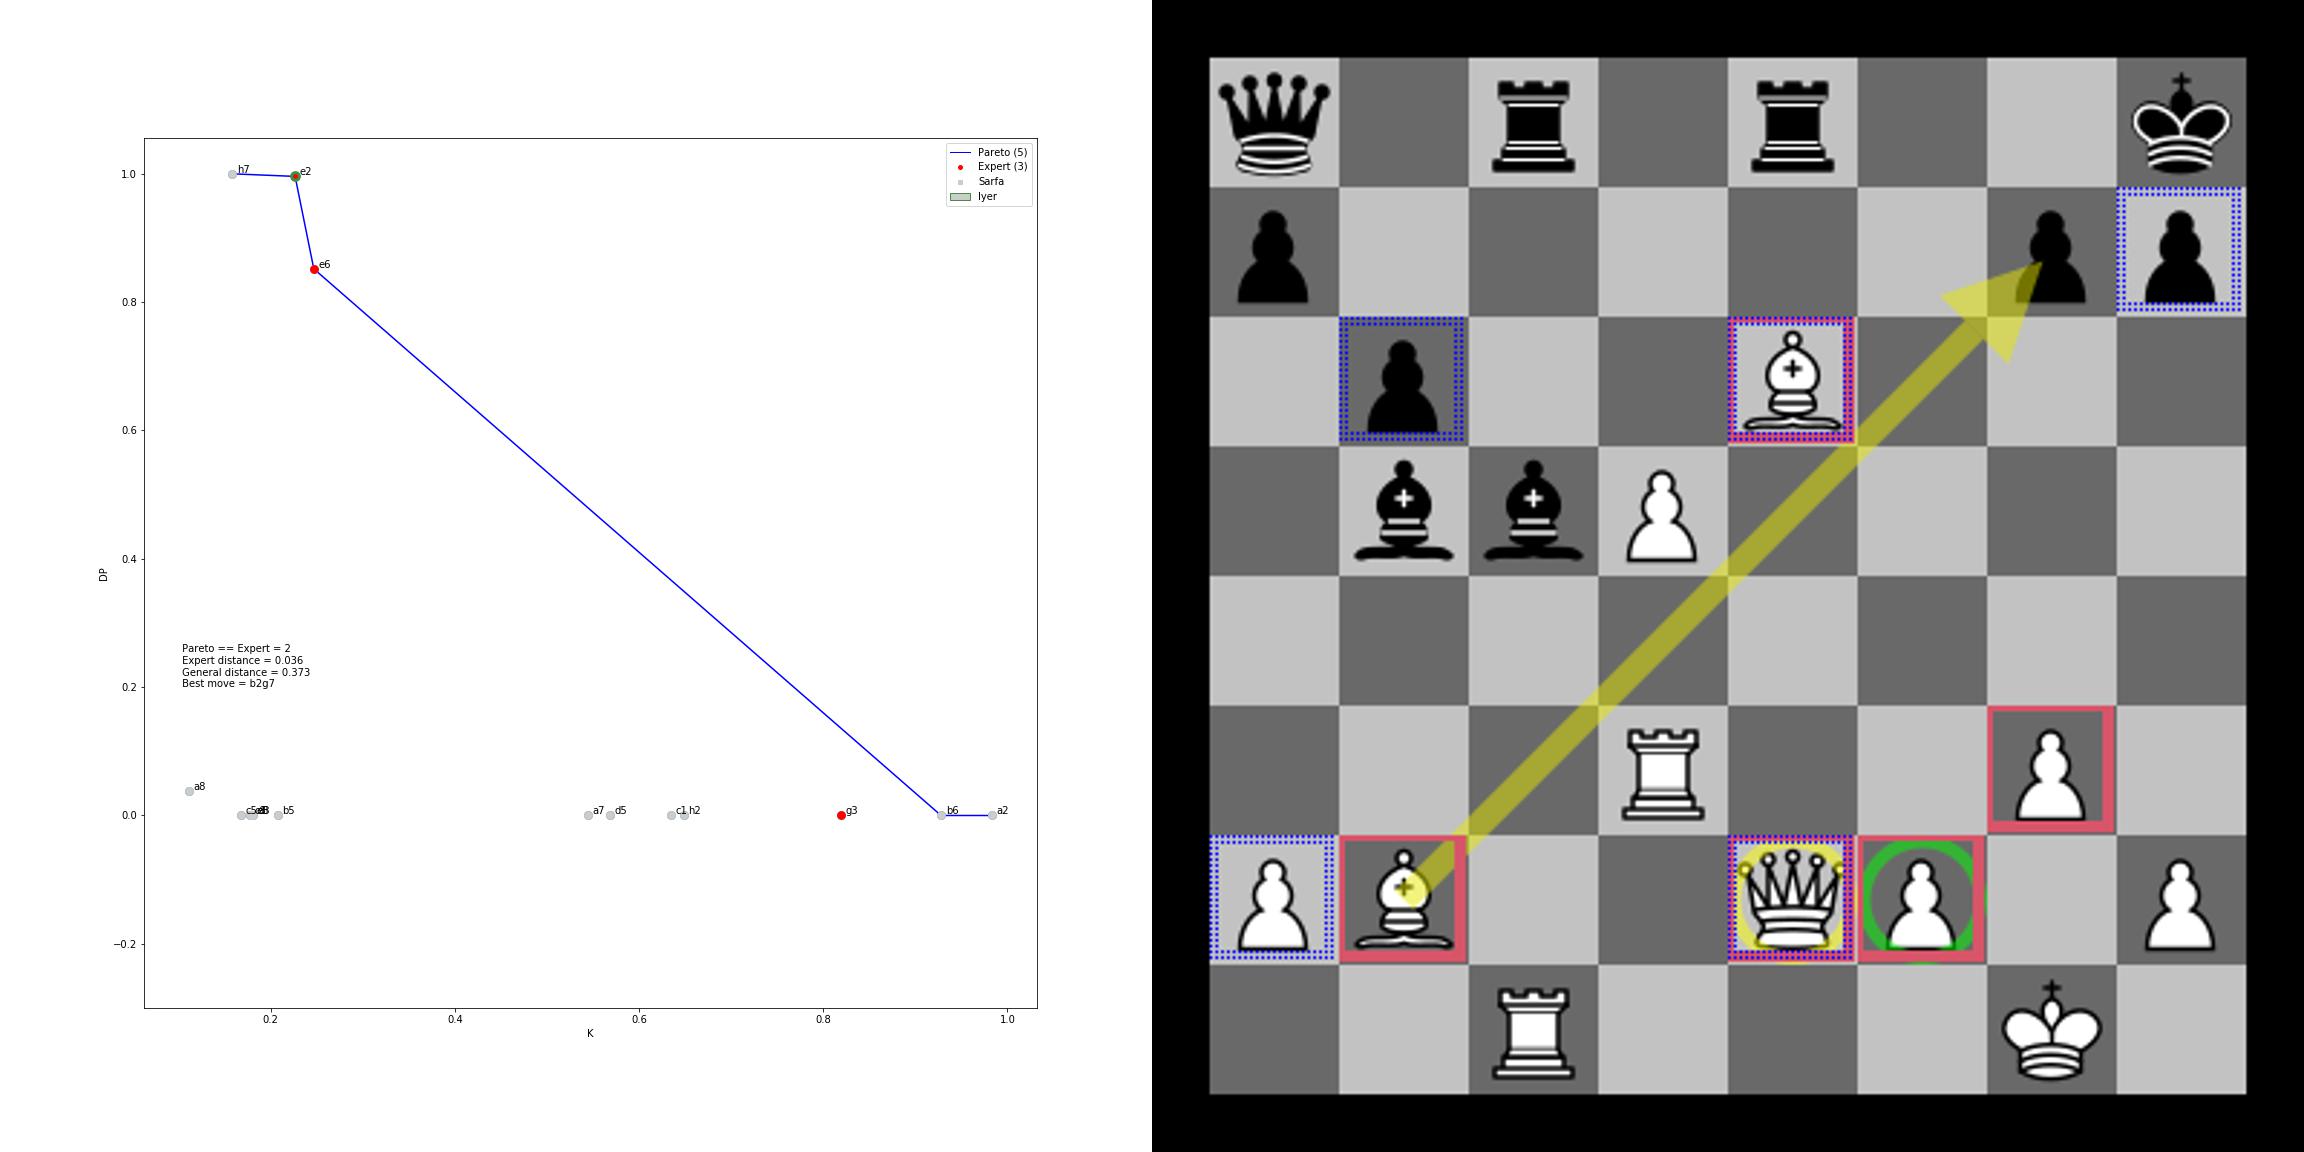 Pareto (5)
Expert (3)
Sarfa
Iyer
1.0
0.8
0.6
0.4
0.2
0.0
−0.2
DP
h7
e2
e6
Pareto == Expert = 2
Expert distance = 0.036
General distance = 0.373
Best move = b2g7
a8
b5
a7
d5
c1
h2
g3
b6
a2
0.2
0.4
0.6
0.8
1.0
K